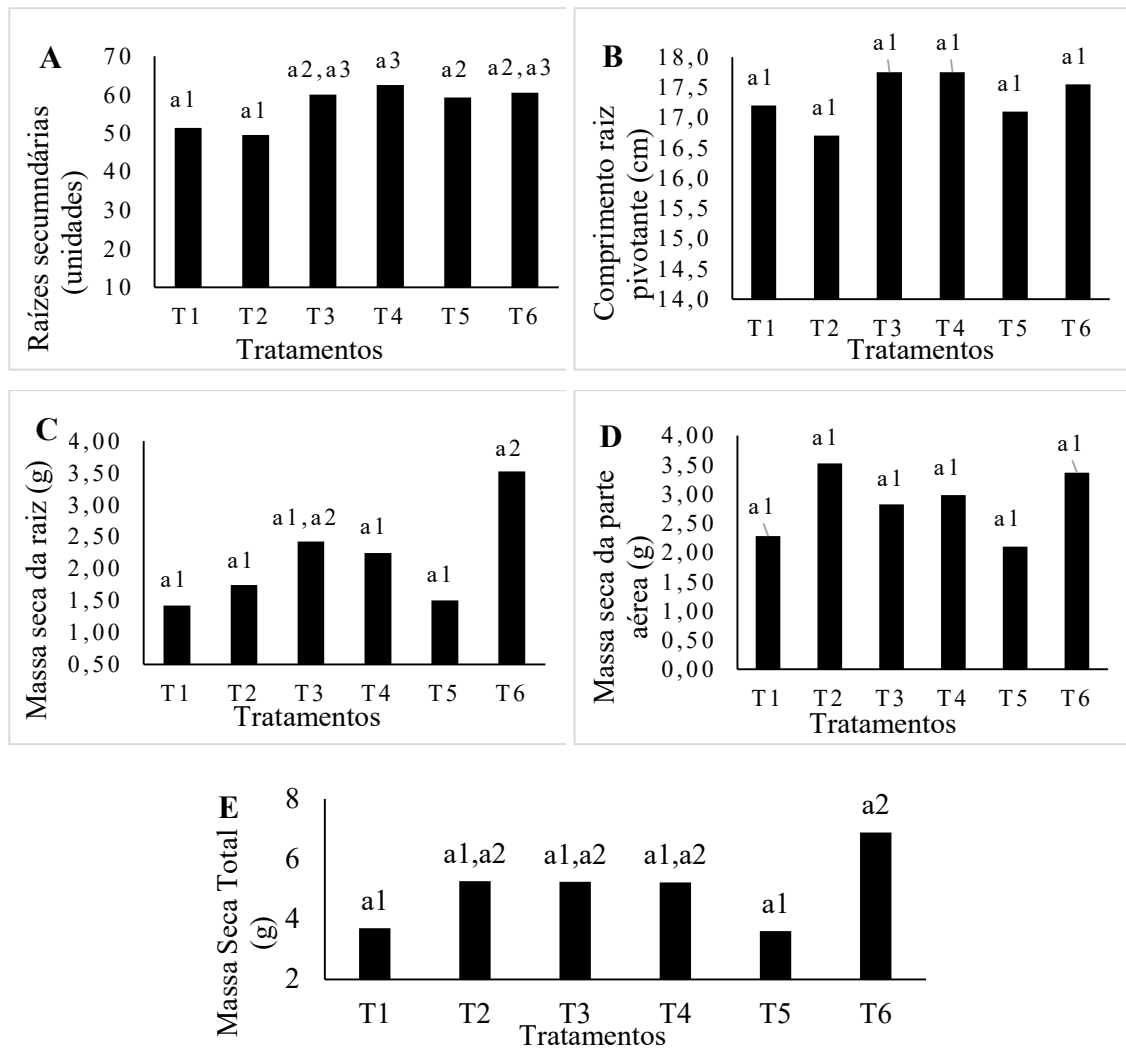 A
Raízes secumndárias
(unidades)
70
60
50
40
30
20
10
a1 a1 a2,a3 a3 a2 a2,a3
T1 T2 T3 T4 T5 T6
Tratamentos
B
Comprimento raiz
pivotante (cm)
18,0
17,5
17,0
16,5
16,0
15,5
15,0
14,5
14,0
a1 a1 a1 a1 a1 a1
T1 T2 T3 T4 T5 T6
Tratamentos
C
Massa seca da raiz (g)
4,00
3,50
3,00
2,50
2,00
1,50
1,00
0,50
a1 a1 a1,a2 a1 a1 a2
T1 T2 T3 T4 T5 T6
Tratamentos
D
Massa seca da parte
aérea (g)
4,00
3,50
3,00
2,50
2,00
1,50
1,00
0,50
0,00
a1 a1 a1 a1 a1 a1
T1 T2 T3 T4 T5 T6
Tratamentos
E
Massa Seca Total
(g)
8
6
4
2
a1 a1,a2 a1,a2 a1,a2 a1 a2
T1 T2 T3 T4 T5 T6
Tratamentos